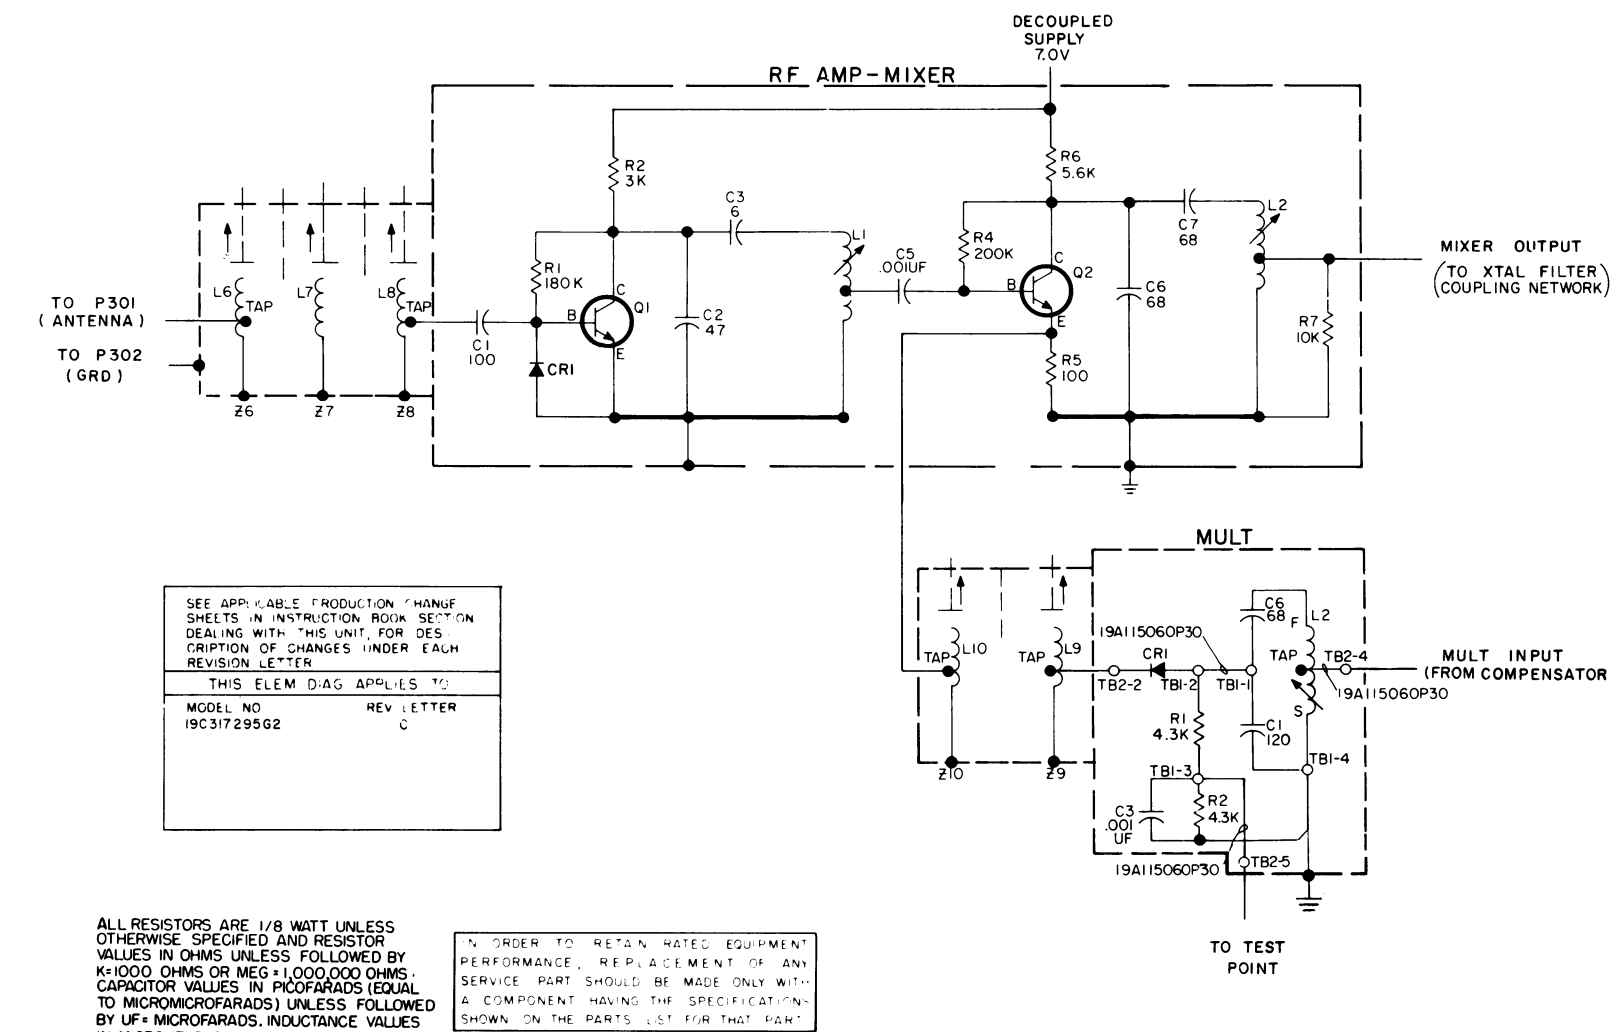 DECOUPLED
SUPPLY
7.0V
RF AMP-MIXER
R2
3K
R6
5.6K
C3
6
L1
R4
200K
C7
68
L2
R1
180K
C5
.001UF
C
B
Q1
E
C2
47
C
B
Q2
E
C6
68
R5
100
R7
10K
MIXER OUTPUT
(TO XTAL FILTER
COUPLING NETWORK)
L6
TAP
L7
L8
TAP
C1
100
CR1
TO P301
(ANTENNA)
TO P302
(GRD)
Z6
Z7
Z8
MULT
L10
TAP
L9
TAP
Z10
Z9
19A115060P30
CR1
TB2-2
TB1-2
TB1-1
C6
68
F
L2
TAP
S
TB2-4
19A115060P30
MULT INPUT
(FROM COMPENSATOR
R1
4.3K
C1
120
TB1-4
TB1-3
R2
4.3K
C3
.001
UF
19A115060P30
TB2-5
TO TEST
POINT
SEE APPLICABLE PRODUCTION CHANGE
SHEETS IN INSTRUCTION BOOK SECTION
DEALING WITH THIS UNIT, FOR DES-
CRIPTION OF CHANGES UNDER EACH
REVISION LETTER
THIS ELEM DIAG APPLIES TO
MODEL NO REV LETTER
19C317295G2 C
ALL RESISTORS ARE 1/8 WATT UNLESS
OTHERWISE SPECIFIED AND RESISTOR
VALUES IN OHMS UNLESS FOLLOWED BY
K=1000 OHMS OR MEG = 1,000,000 OHMS.
CAPACITOR VALUES IN PICOFARADS (EQUAL
TO MICROMICROFARADS) UNLESS FOLLOWED
BY UF= MICROFARADS. INDUCTANCE VALUES
IN ORDER TO RETAIN RATED EQUIPMENT
PERFORMANCE, REPLACEMENT OF ANY
SERVICE PART SHOULD BE MADE ONLY WITH
A COMPONENT HAVING THE SPECIFICATIONS
SHOWN ON THE PARTS LIST FOR THAT PART